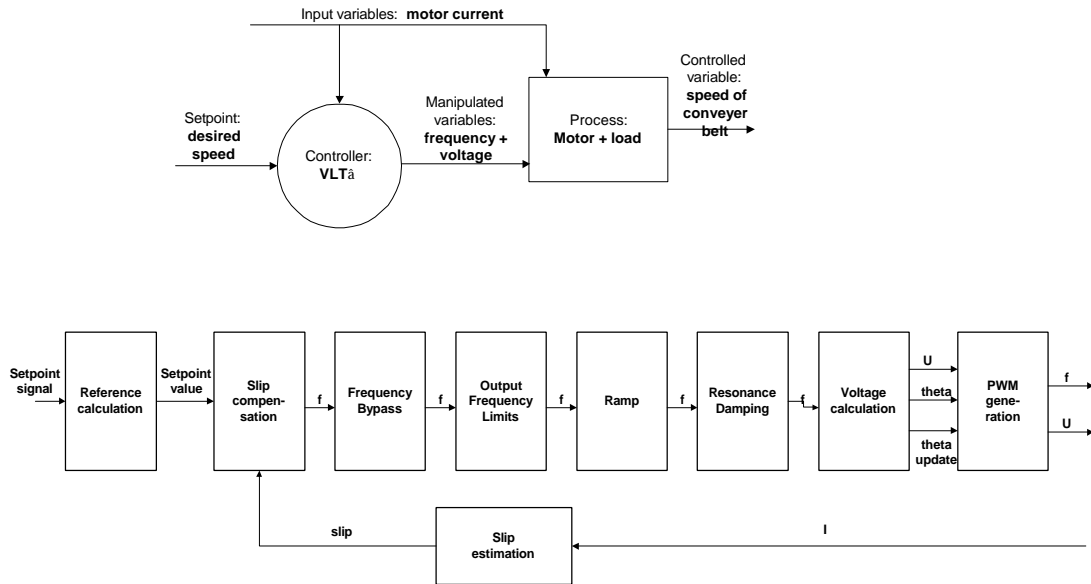 Input variables: motor current
Controlled
variable:
speed of
conveyer
belt
Manipulated
variables:
frequency +
voltage
Setpoint:
desired
speed
Process:
Motor + load
Controller:
VLTâ
Setpoint
signal
Reference
calculation
Setpoint
value
Slip
compen-
sation
f
Frequency
Bypass
f
Output
Frequency
Limits
f
Ramp
f
Resonance
Damping
f
Voltage
calculation
U
theta
theta
update
PWM
gene-
eration
f
U
slip
Slip
estimation
I